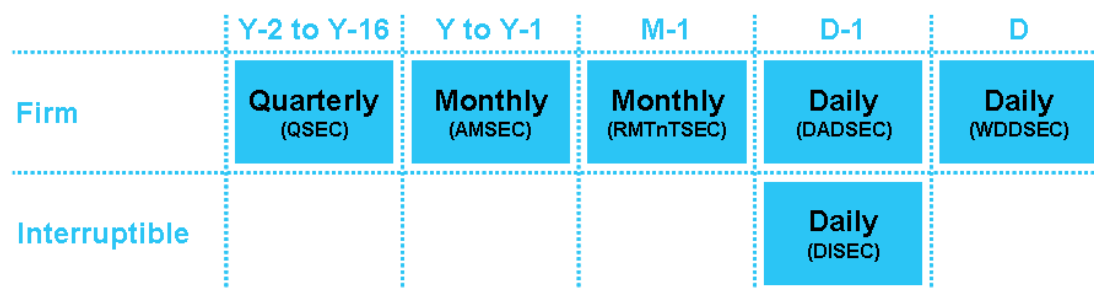 Y-2 to Y-16 Y to Y-1 M-1 D-1 D
Firm
Quarterly
(QSEC)
Monthly
(AMSEC)
Monthly
(RMTnTSEC)
Daily
(DADSEC)
Daily
(WDDSEC)
Interruptible
Daily
(DISEC)